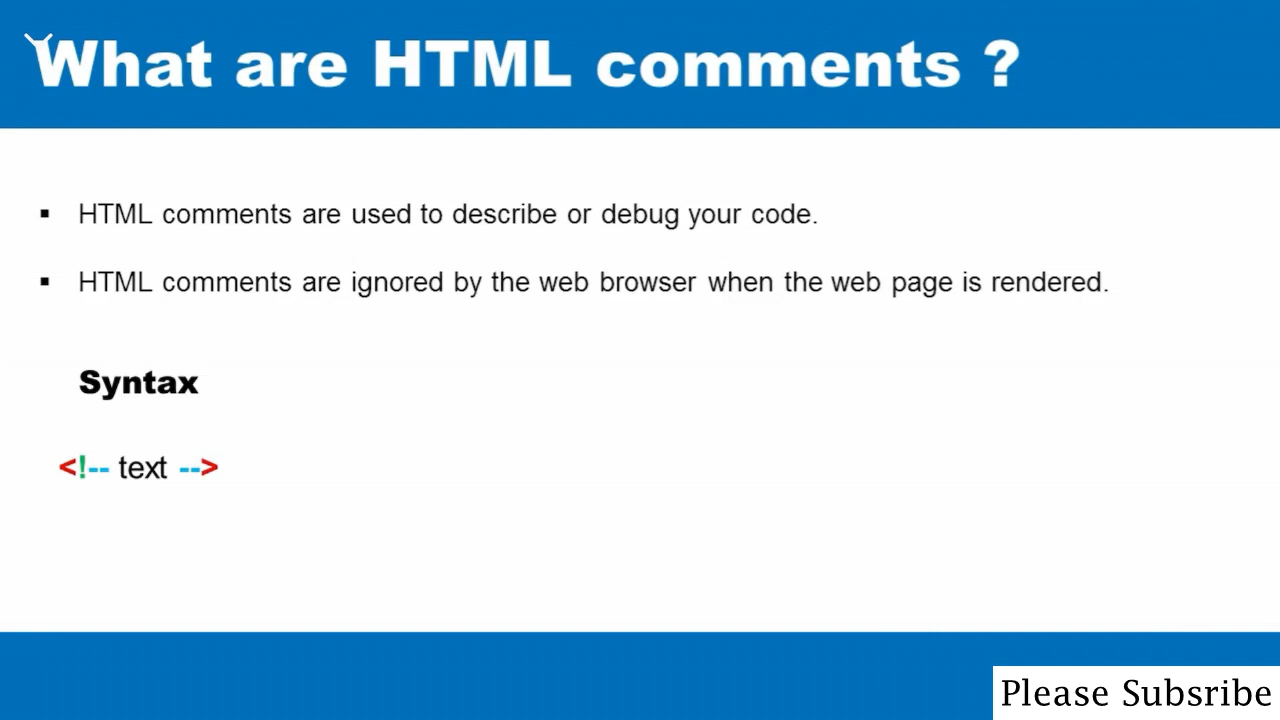 What are HTML comments ?
▪ HTML comments are used to describe or debug your code.
▪ HTML comments are ignored by the web browser when the web page is rendered.
Syntax
<!-- text -->
Please Subsribe